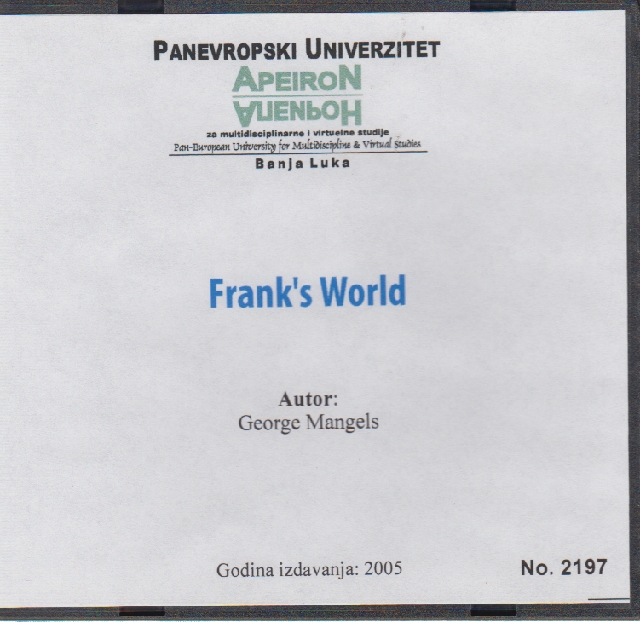 PANEVROPSKI UNIVERZITET
APEIRON
АПЕИРОН
za multidisciplinarne i virtuelne studije
Pan-European University for Multidiscipline & Virtual Studies
Banja Luka
Frank's World
Autor:
George Mangels
Godina izdavanja: 2005
No. 2197